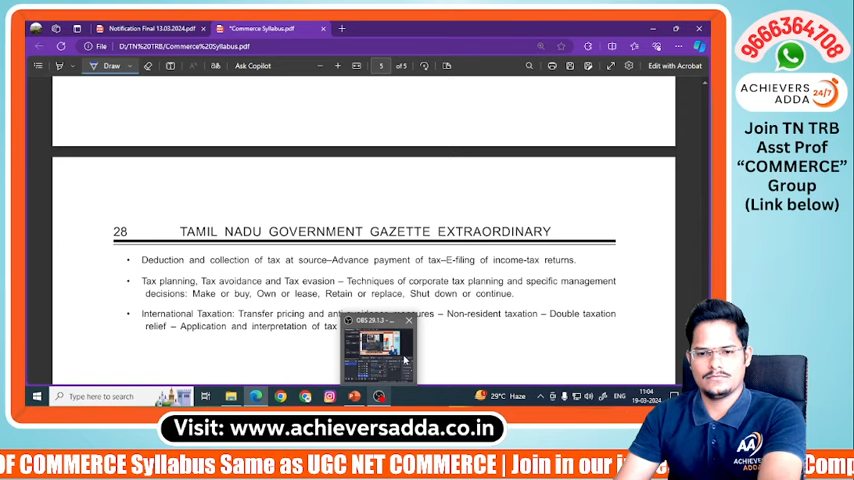 Notification Final 13.03.2024.pdf
*Commerce Syllabus.pdf
File
D:/TN%20TRB/Commerce%20Syllabus.pdf
Draw
Ask Copilot
5
of 5
Edit with Acrobat
28 TAMIL NADU GOVERNMENT GAZETTE EXTRAORDINARY
• Deduction and collection of tax at source–Advance payment of tax–E-filing of income-tax returns.
• Tax planning, Tax avoidance and Tax evasion – Techniques of corporate tax planning and specific management
decisions: Make or buy, Own or lease, Retain or replace, Shut down or continue.
• International Taxation: Transfer pricing and – Non-resident taxation – Double taxation
relief – Application and interpretation of tax
OBS 29.1.3 - ...
Type here to search
29°C Haze
ENG
11:04
19-03-2024
9666364708
ACHIEVERS
ADDA
24/7
Join TN TRB
Asst Prof
“COMMERCE”
Group
(Link below)
AA
ACHIEVE
ADDA
Visit: www.achieversadda.co.in
OF COMMERCE Syllabus Same as UGC NET COMMERCE | Join in our i